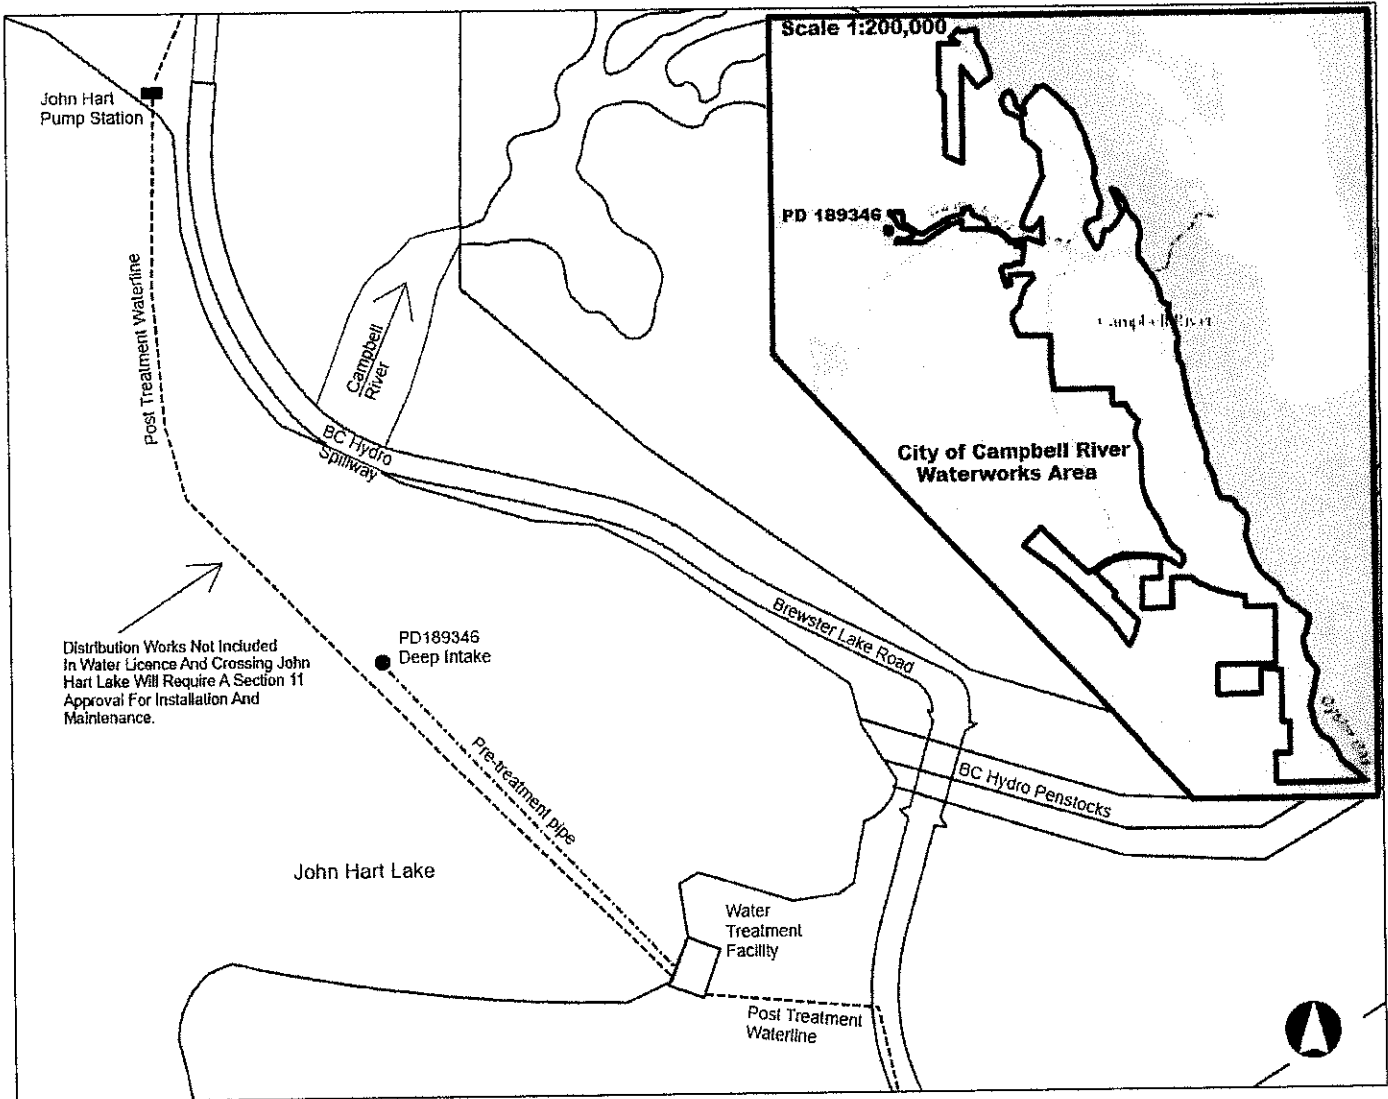 Scale 1:200,000
John Hart
Pump Station
PD 189346
Post Treatment Waterline
Campbell
River
Campbell River
BC Hydro
Spillway
City of Campbell River
Waterworks Area
Brewster Lake Road
Distribution Works Not Included
In Water Licence And Crossing John
Hart Lake Will Require A Section 11
Approval For Installation And
Maintenance.
PD189346
Deep Intake
Pre-treatment pipe
BC Hydro Penstocks
John Hart Lake
Water
Treatment
Facility
Post Treatment
Waterline